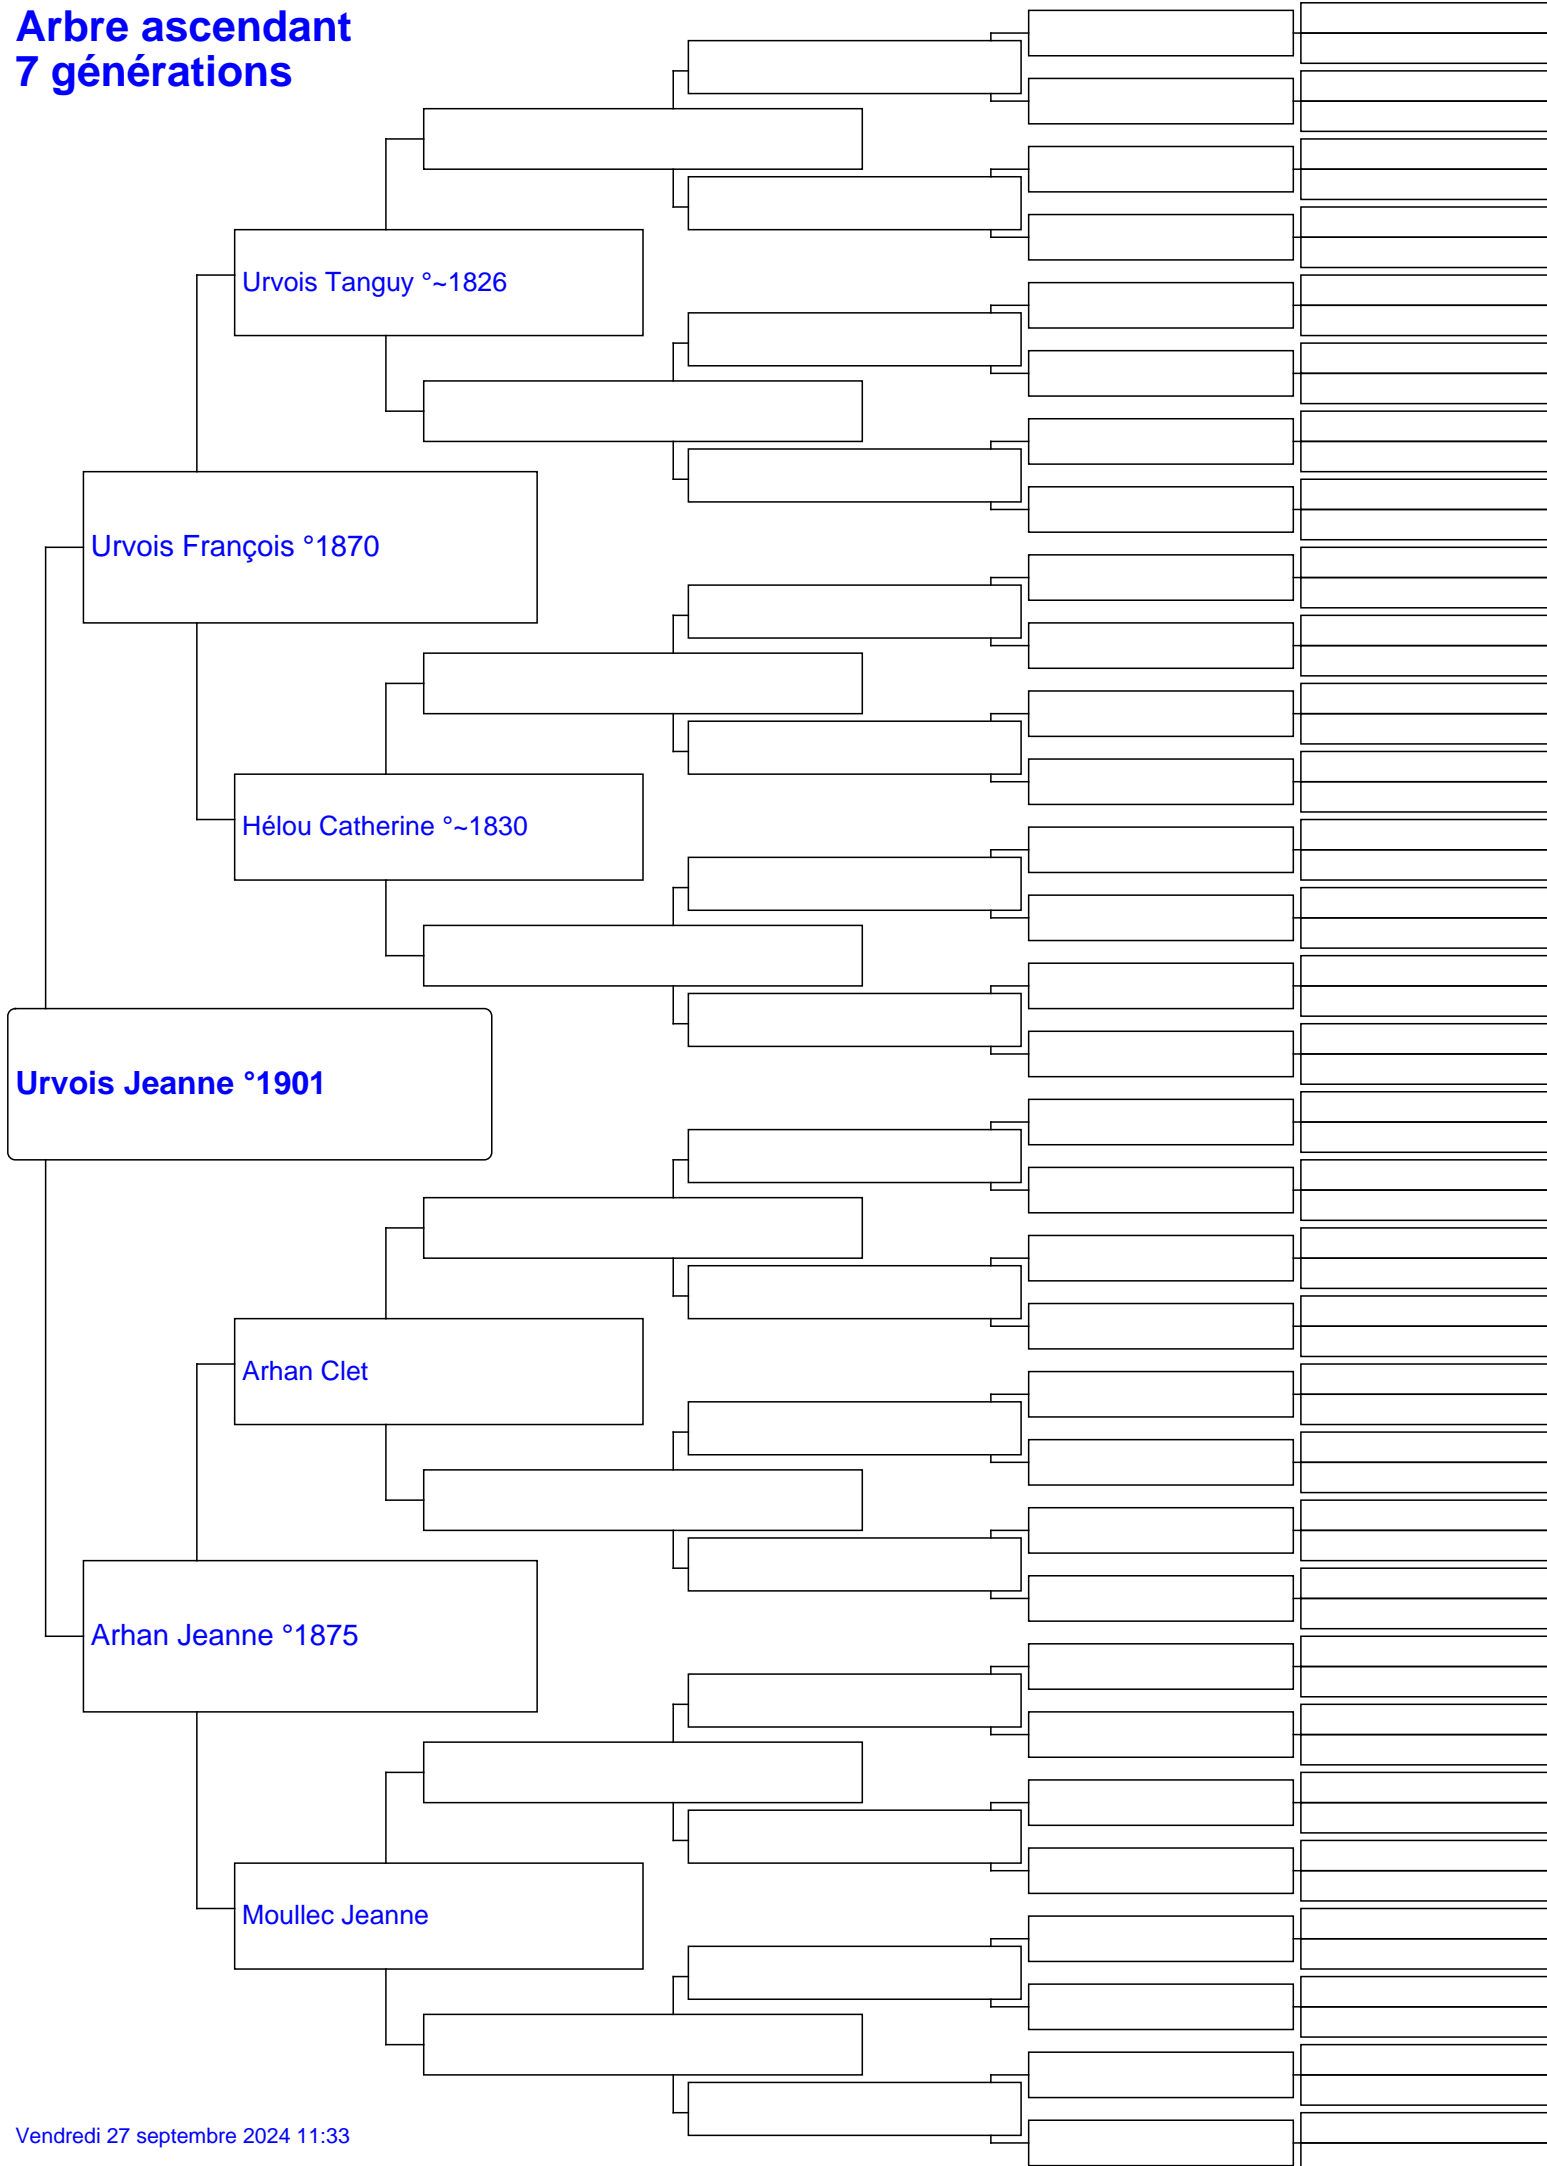 Arbre ascendant
7 générations
Urvois Tanguy °~1826
Urvois François °1870
Hélou Catherine °~1830
Urvois Jeanne °1901
Arhan Clet
Arhan Jeanne °1875
Moullec Jeanne
Vendredi 27 septembre 2024 11:33